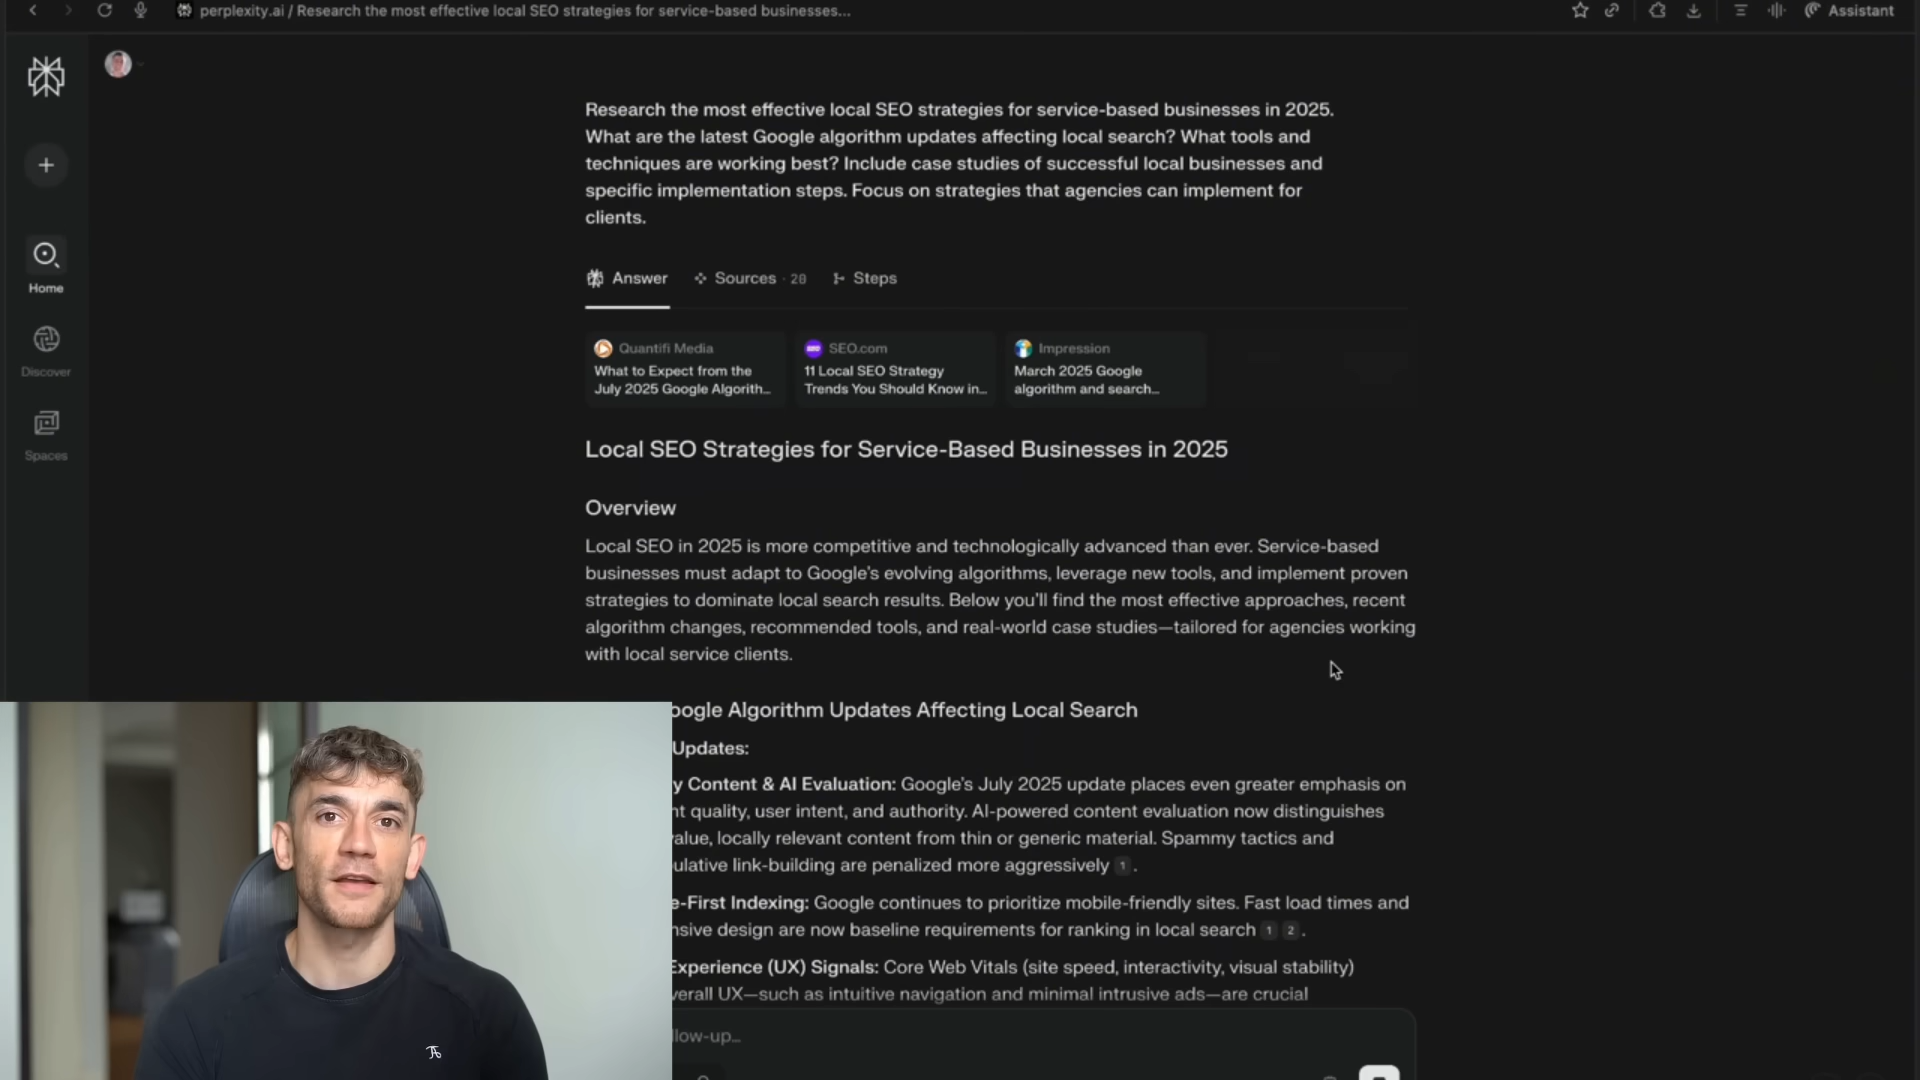 perplexity.ai / Research the most effective local SEO strategies for service-based businesses...
Assistant
Research the most effective local SEO strategies for service-based businesses in 2025.
What are the latest Google algorithm updates affecting local search? What tools and
techniques are working best? Include case studies of successful local businesses and
specific implementation steps. Focus on strategies that agencies can implement for
clients.
Home
Discover
Spaces
Answer
Sources · 20
Steps
Quantifi Media
What to Expect from the
July 2025 Google Algorith...
SEO.com
11 Local SEO Strategy
Trends You Should Know in...
Impression
March 2025 Google
algorithm and search...
Local SEO Strategies for Service-Based Businesses in 2025
Overview
Local SEO in 2025 is more competitive and technologically advanced than ever. Service-based
businesses must adapt to Google's evolving algorithms, leverage new tools, and implement proven
strategies to dominate local search results. Below you'll find the most effective approaches, recent
algorithm changes, recommended tools, and real-world case studies—tailored for agencies working
with local service clients.
oogle Algorithm Updates Affecting Local Search
Updates:
y Content & AI Evaluation: Google's July 2025 update places even greater emphasis on
nt quality, user intent, and authority. AI-powered content evaluation now distinguishes
value, locally relevant content from thin or generic material. Spammy tactics and
ulative link-building are penalized more aggressively 1 .
e-First Indexing: Google continues to prioritize mobile-friendly sites. Fast load times and
nsive design are now baseline requirements for ranking in local search 1 2 .
Experience (UX) Signals: Core Web Vitals (site speed, interactivity, visual stability)
verall UX—such as intuitive navigation and minimal intrusive ads—are crucial
llow-up...